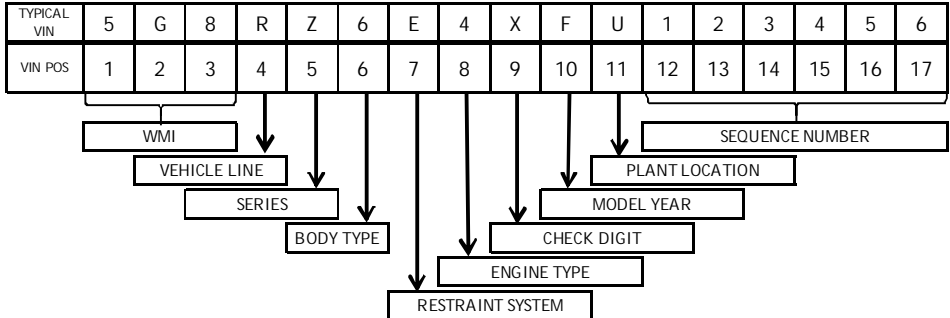 TYPICAL VIN 5 G 8 R Z 6 E 4 X F U 1 2 3 4 5 6
VIN POS 1 2 3 4 5 6 7 8 9 10 11 12 13 14 15 16 17
WMI SEQUENCE NUMBER
VEHICLE LINE PLANT LOCATION
SERIES MODEL YEAR
BODY TYPE CHECK DIGIT
ENGINE TYPE
RESTRAINT SYSTEM